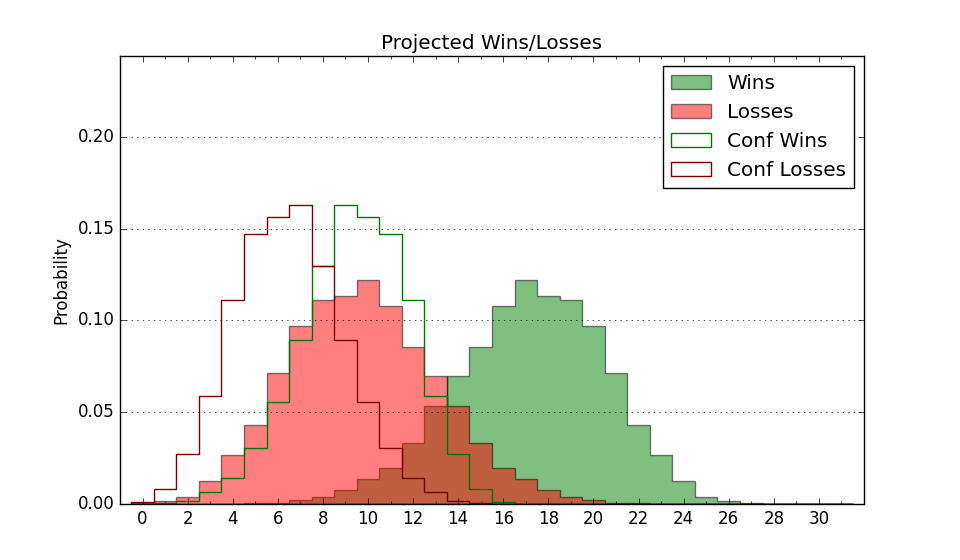 Projected Wins/Losses
Wins
Losses
Conf Wins
Conf Losses
Probability
0.20
0.15
0.10
0.05
0.00
0 2 4 6 8 10 12 14 16 18 20 22 24 26 28 30